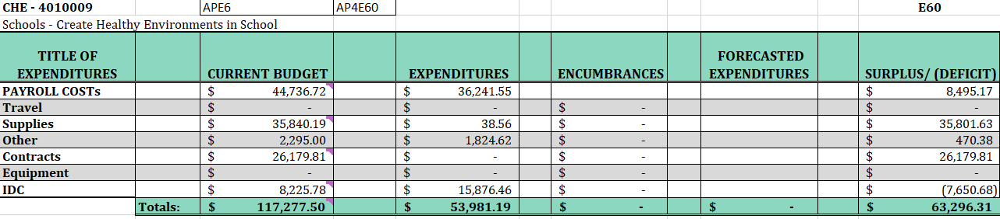 CHE - 4010009 APE6 AP4E60 E60
Schools - Create Healthy Environments in School
TITLE OF EXPENDITURES CURRENT BUDGET EXPENDITURES ENCUMBRANCES FORECASTED EXPENDITURES SURPLUS/ (DEFICIT)
PAYROLL COSTs $ 44,736.72 $ 36,241.55 $ 8,495.17
Travel $ - $ - $ - $ -
Supplies $ 35,840.19 $ 38.56 $ - $ 35,801.63
Other $ 2,295.00 $ 1,824.62 $ - $ 470.38
Contracts $ 26,179.81 $ - $ - $ 26,179.81
Equipment $ - $ - $ - $ -
IDC $ 8,225.78 $ 15,876.46 $ - $ (7,650.68)
Totals: $ 117,277.50 $ 53,981.19 $ - $ - $ 63,296.31